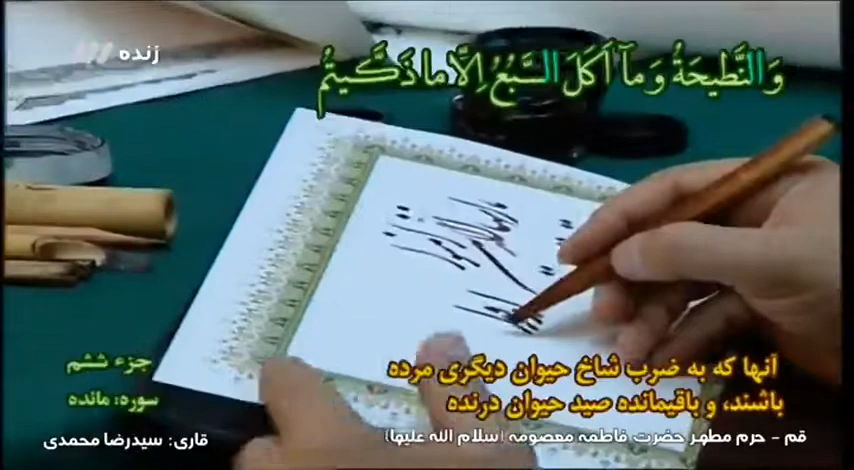 زنده
وَالنَّطِيحَةُ وَمَآ أَكَلَ السَّبُعُ إِلَّا مَا ذَكَّيْتُمْ
آنها که به ضرب شاخ حیوان دیگری مرده
باشند، و باقیمانده صید حیوان درنده
جزء ششم
سوره: مائده
قم - حرم مطهر حضرت فاطمه معصومه (سلام الله علیها)
قاری: سیدرضا محمدی